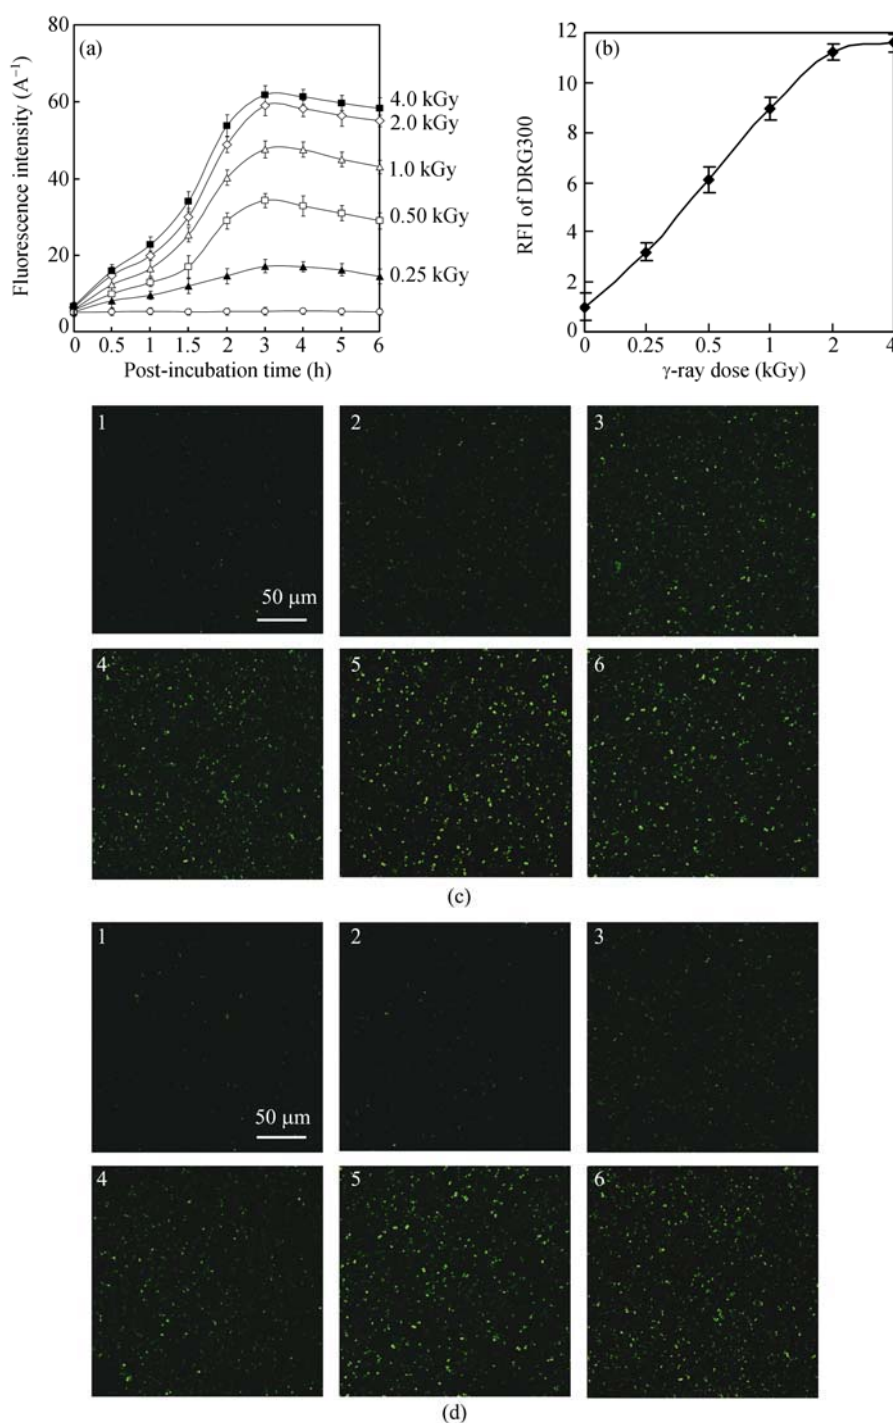 (a)
Fluorescence intensity (A⁻¹)
80
60
40
20
0
0
0.5
1
1.5
2
3
4
5
6
Post-incubation time (h)
4.0 kGy
2.0 kGy
1.0 kGy
0.50 kGy
0.25 kGy
(b)
RFI of DRG300
12
10
8
6
4
2
0
0
0.25
0.5
1
2
4
γ-ray dose (kGy)
1
50 μm
2
3
4
5
6
(c)
1
50 μm
2
3
4
5
6
(d)